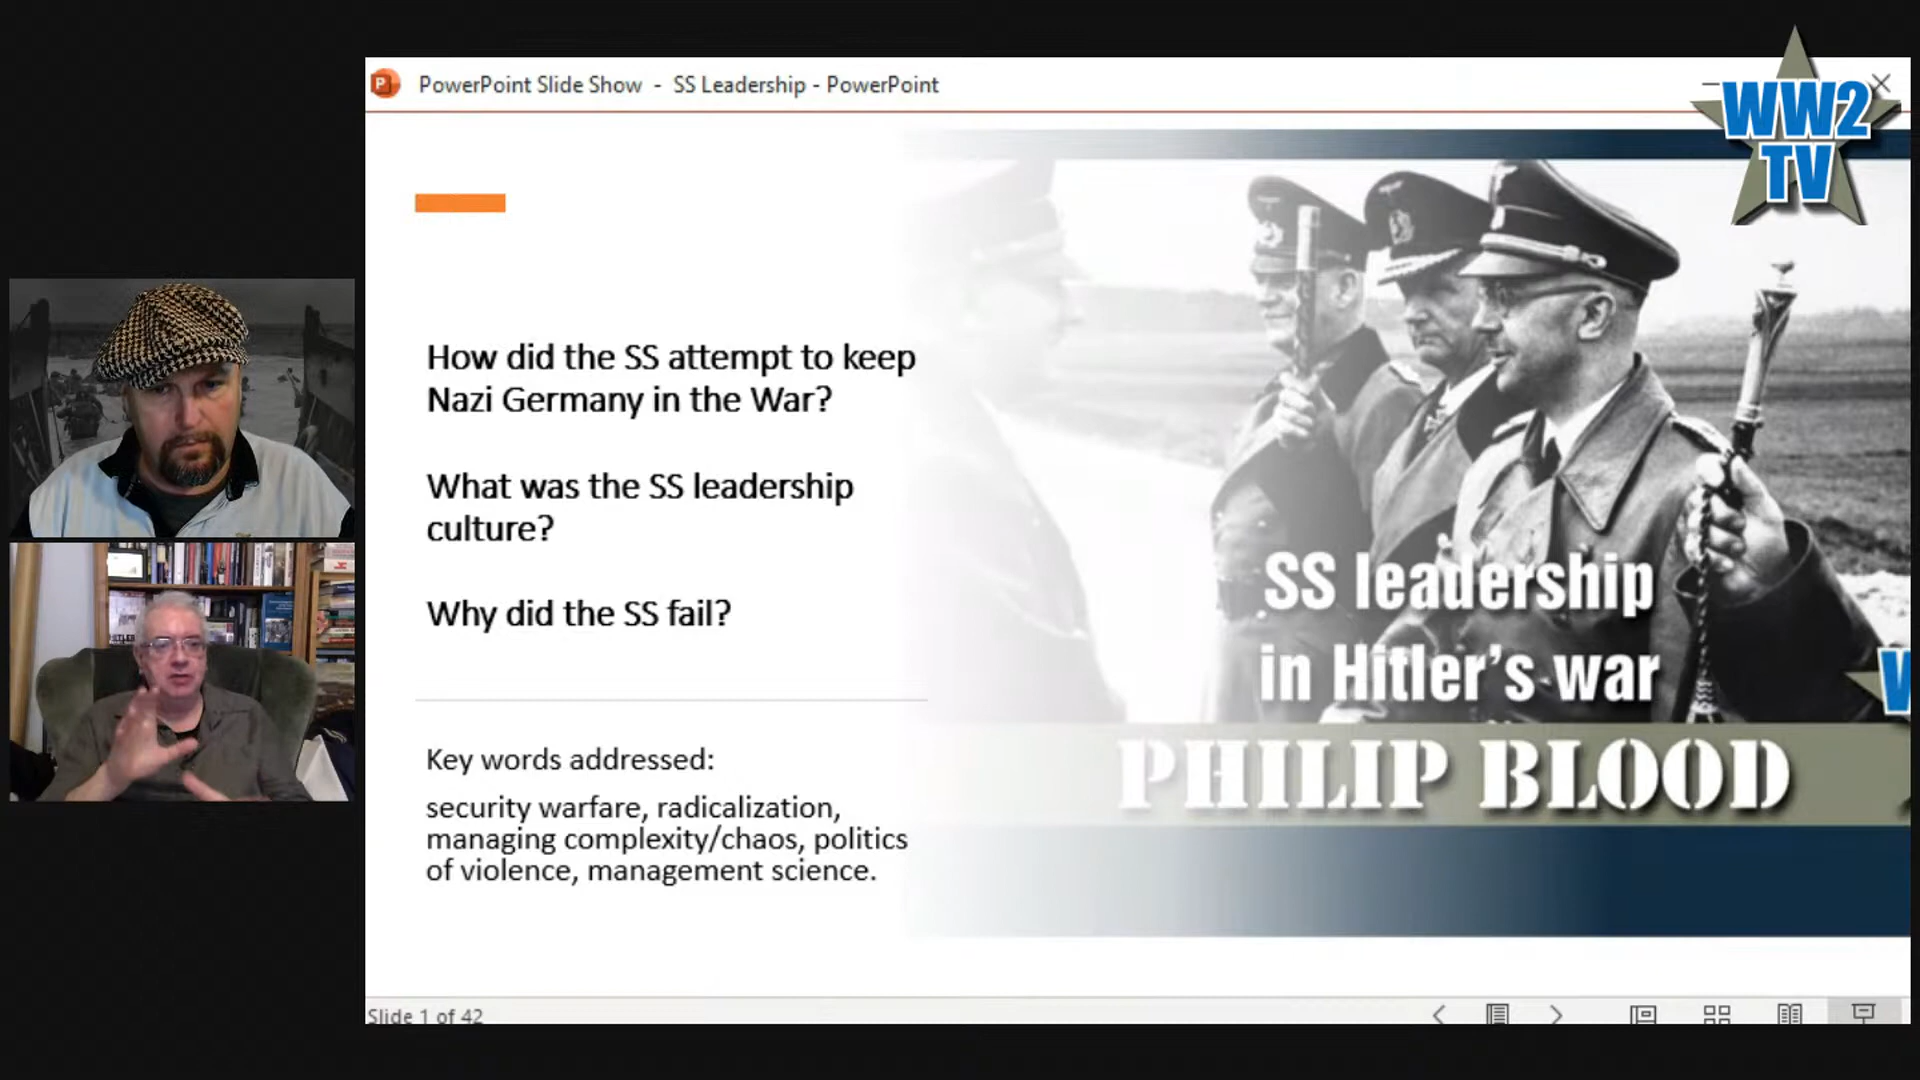 PowerPoint Slide Show - SS Leadership - PowerPoint
WW2
TV
How did the SS attempt to keep
Nazi Germany in the War?
What was the SS leadership
culture?
Why did the SS fail?
Key words addressed:
security warfare, radicalization,
managing complexity/chaos, politics
of violence, management science.
SS leadership
in Hitler's war
PHILIP BLOOD
Slide 1 of 42